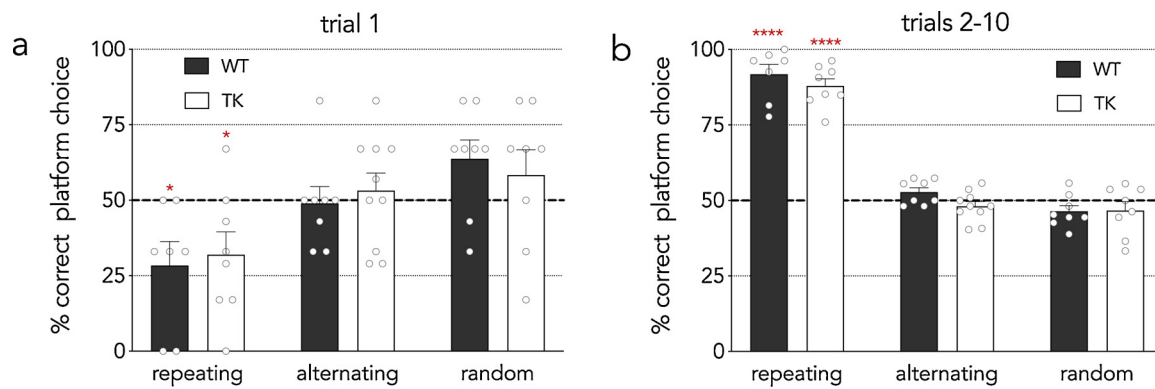 a
trial 1
% correct platform choice
100
75
50
25
0
WT
TK
*
*
repeating
alternating
random
b
trials 2-10
% correct platform choice
100
75
50
25
0
****
****
WT
TK
repeating
alternating
random